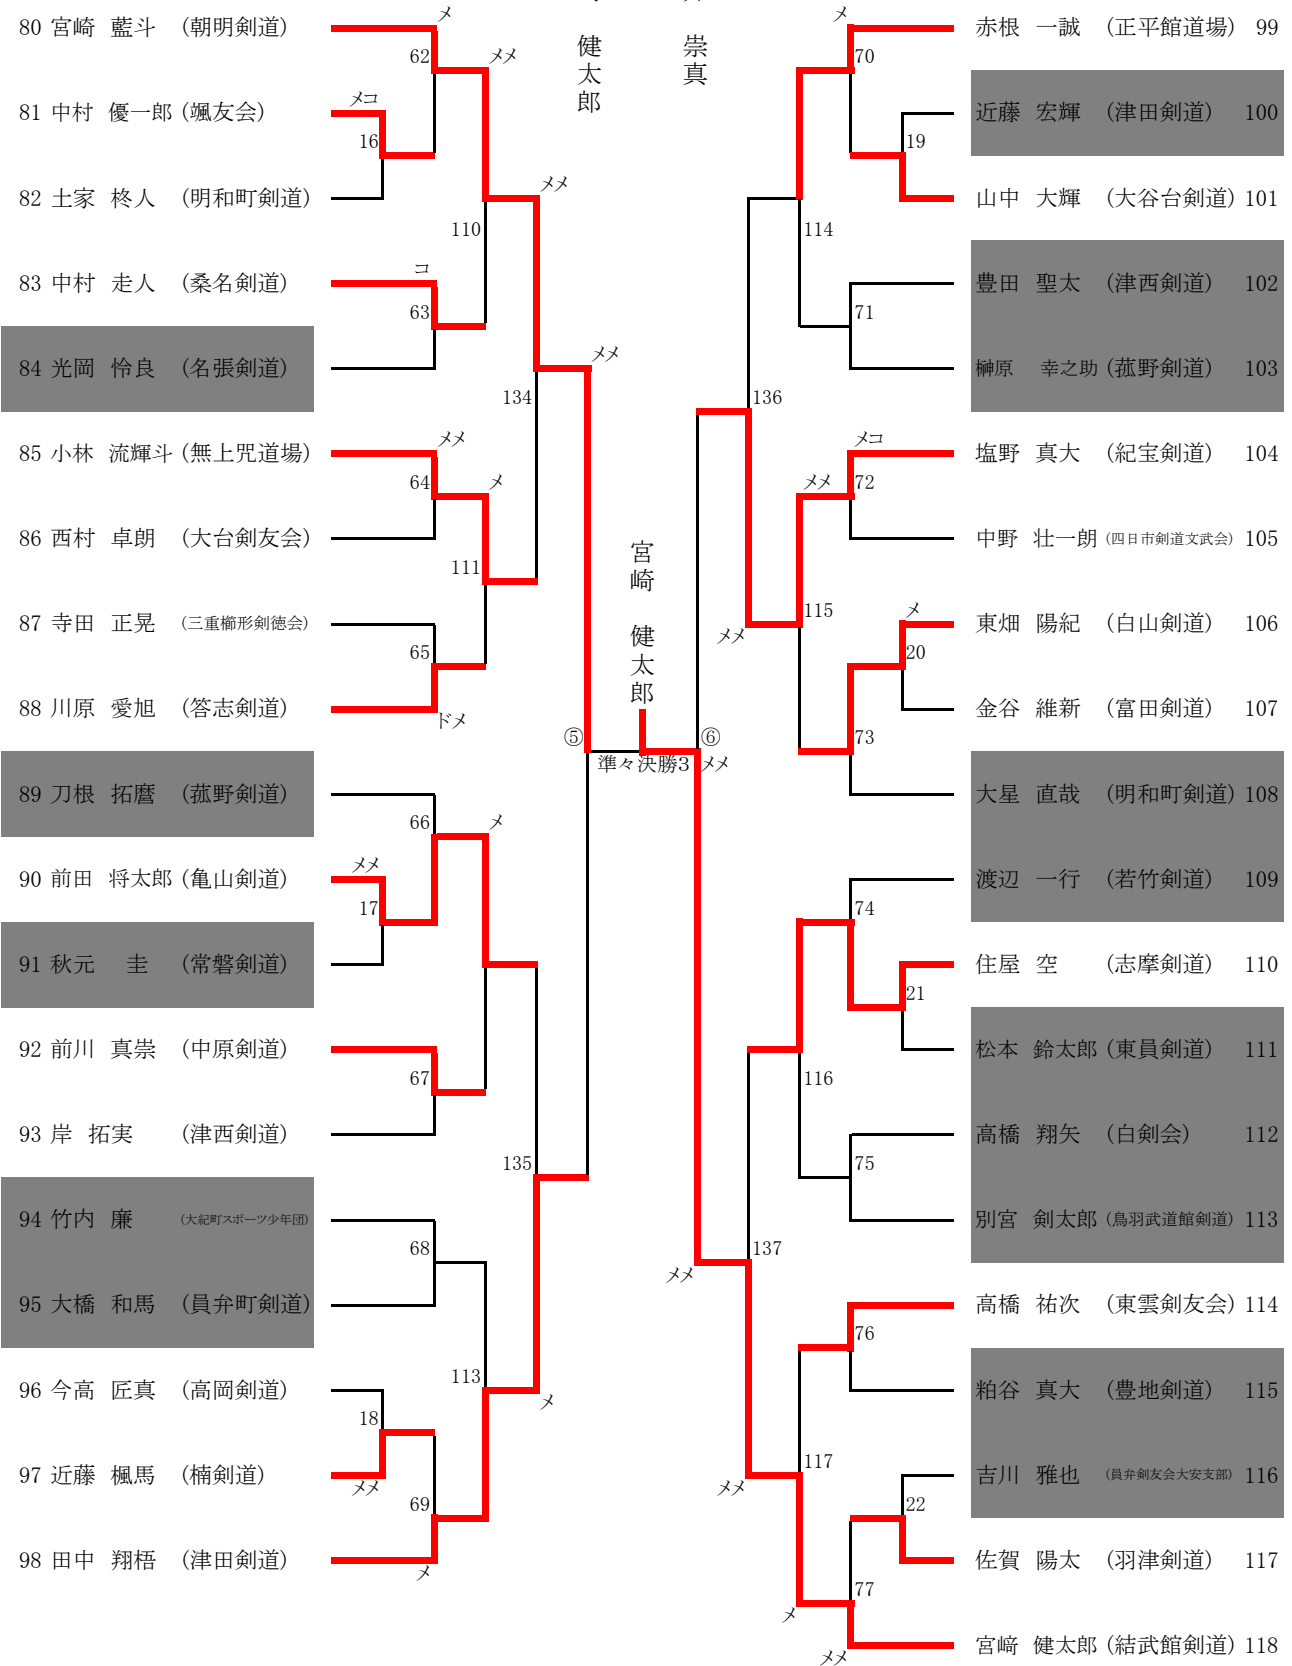 80 宮崎 藍斗 (朝明剣道)
81 中村 優一郎 (颯友会)
82 土家 柊人 (明和町剣道)
83 中村 走人 (桑名剣道)
84 光岡 怜良 (名張剣道)
85 小林 流輝斗 (無上咒道場)
86 西村 卓朗 (大台剣友会)
87 寺田 正晃 (三重櫛形剣徳会)
88 川原 愛旭 (答志剣道)
89 刀根 拓麿 (菰野剣道)
90 前田 将太郎 (亀山剣道)
91 秋元 圭 (常磐剣道)
92 前川 真崇 (中原剣道)
93 岸 拓実 (津西剣道)
94 竹内 廉 (大紀町スポーツ少年団)
95 大橋 和馬 (員弁町剣道)
96 今高 匠真 (高岡剣道)
97 近藤 楓馬 (楠剣道)
98 田中 翔梧 (津田剣道)
メ
62
メメ
メコ
16
メメ
110
コ
63
メメ
134
メメ
64
メ
111
65
ドメ
⑤
66
メ
メメ
17
67
135
68
113
メ
18
メメ
69
メ
健太郎
崇真
宮崎 健太郎
準々決勝3
⑥
メメ
メ
70
19
114
71
136
メコ
メメ
72
115
メ
メメ
20
73
74
21
116
75
137
メメ
76
117
メメ
22
77
メ
メメ
赤根 一誠 (正平館道場) 99
近藤 宏輝 (津田剣道) 100
山中 大輝 (大谷台剣道) 101
豊田 聖太 (津西剣道) 102
榊原 幸之助 (菰野剣道) 103
塩野 真大 (紀宝剣道) 104
中野 壮一朗 (四日市剣道文武会) 105
東畑 陽紀 (白山剣道) 106
金谷 維新 (富田剣道) 107
大星 直哉 (明和町剣道) 108
渡辺 一行 (若竹剣道) 109
住屋 空 (志摩剣道) 110
松本 鈴太郎 (東員剣道) 111
高橋 翔矢 (白剣会) 112
別宮 剣太郎 (鳥羽武道館剣道) 113
高橋 祐次 (東雲剣友会) 114
粕谷 真大 (豊地剣道) 115
吉川 雅也 (員弁剣友会大安支部) 116
佐賀 陽太 (羽津剣道) 117
宮﨑 健太郎 (結武館剣道) 118